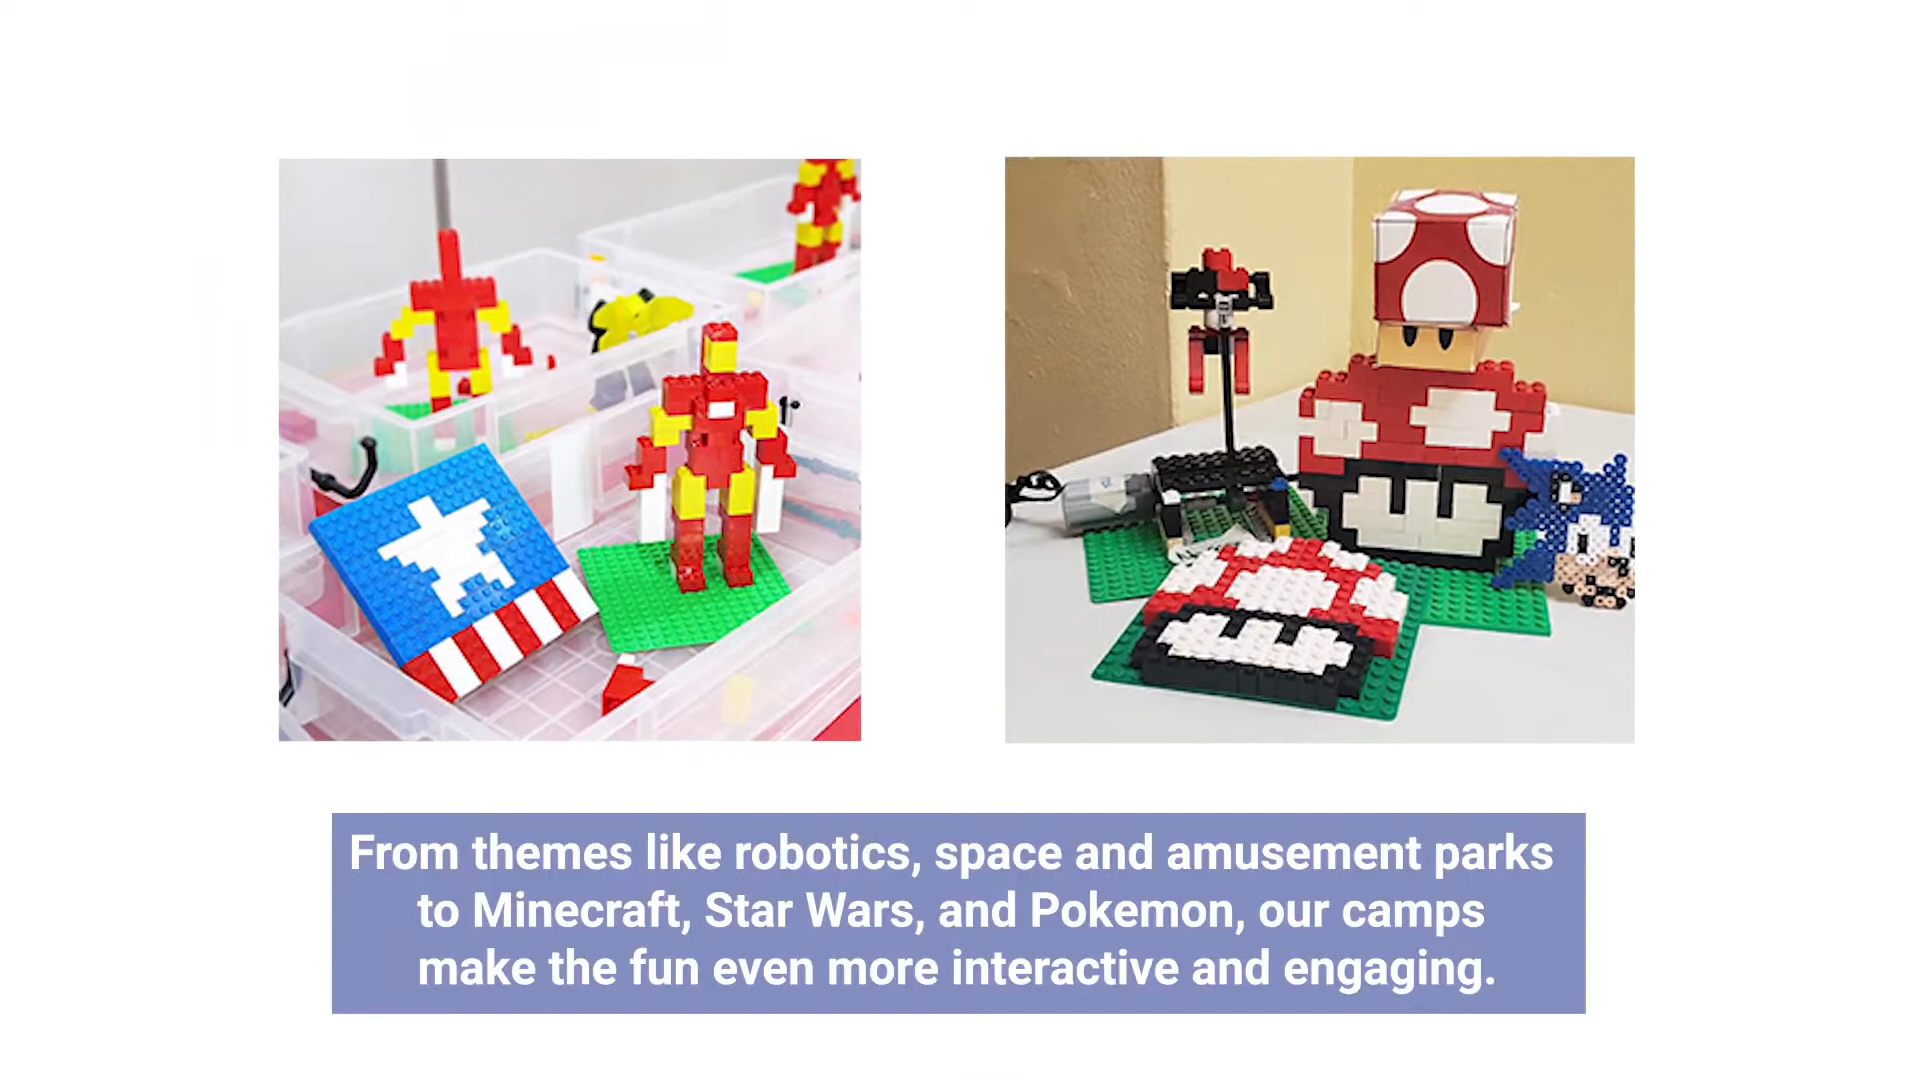 From themes like robotics, space and amusement parks
to Minecraft, Star Wars, and Pokemon, our camps
make the fun even more interactive and engaging.